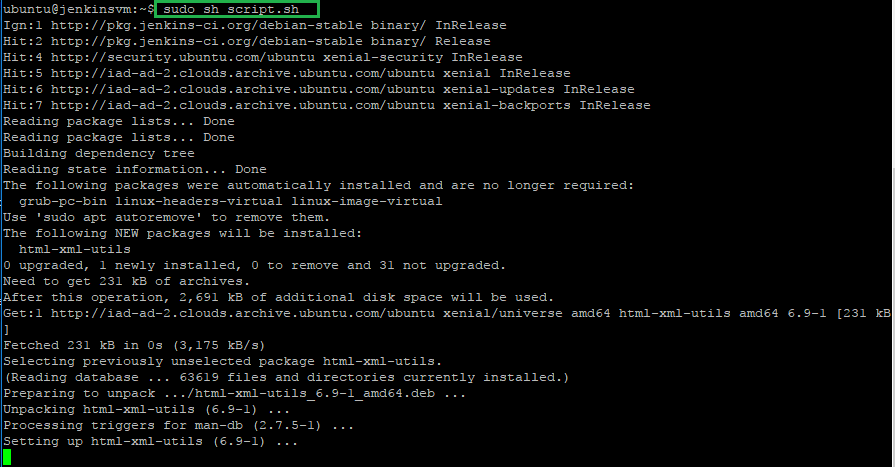 ubuntu@jenkinsvm:~$ sudo sh script.sh
Ign:1 http://pkg.jenkins-ci.org/debian-stable binary/ InRelease
Hit:2 http://pkg.jenkins-ci.org/debian-stable binary/ Release
Hit:4 http://security.ubuntu.com/ubuntu xenial-security InRelease
Hit:5 http://iad-ad-2.clouds.archive.ubuntu.com/ubuntu xenial InRelease
Hit:6 http://iad-ad-2.clouds.archive.ubuntu.com/ubuntu xenial-updates InRelease
Hit:7 http://iad-ad-2.clouds.archive.ubuntu.com/ubuntu xenial-backports InRelease
Reading package lists... Done
Reading package lists... Done
Building dependency tree
Reading state information... Done
The following packages were automatically installed and are no longer required:
  grub-pc-bin linux-headers-virtual linux-image-virtual
Use 'sudo apt autoremove' to remove them.
The following NEW packages will be installed:
  html-xml-utils
0 upgraded, 1 newly installed, 0 to remove and 31 not upgraded.
Need to get 231 kB of archives.
After this operation, 2,691 kB of additional disk space will be used.
Get:1 http://iad-ad-2.clouds.archive.ubuntu.com/ubuntu xenial/universe amd64 html-xml-utils amd64 6.9-1 [231 kB
]
Fetched 231 kB in 0s (3,175 kB/s)
Selecting previously unselected package html-xml-utils.
(Reading database ... 63619 files and directories currently installed.)
Preparing to unpack .../html-xml-utils_6.9-1_amd64.deb ...
Unpacking html-xml-utils (6.9-1) ...
Processing triggers for man-db (2.7.5-1) ...
Setting up html-xml-utils (6.9-1) ...